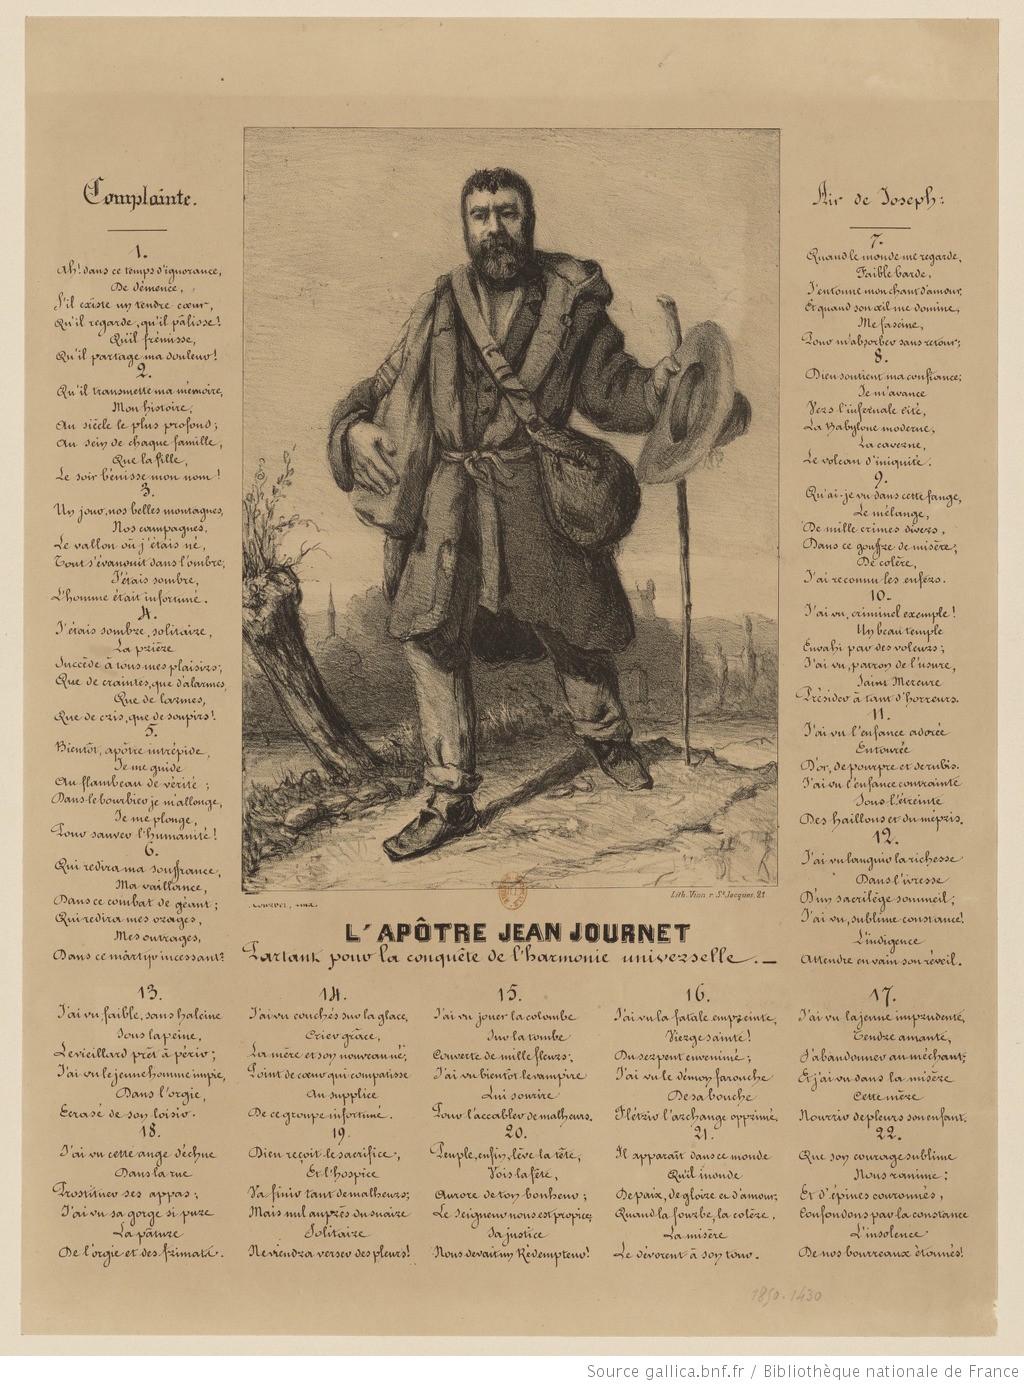 Complainte.
1.
Ah! dans ce temps d'ignorance,
De démence,
S'il existe un tendre cœur,
Qu'il regarde, qu'il pâlisse!
Qu'il frémisse,
Qu'il partage ma douleur!
2.
Qu'il transmette ma mémoire,
Mon histoire,
Au siècle le plus profond;
Au sein de chaque famille,
Que la fille,
Le soir bénisse mon nom!
3.
Un jour, nos belles montagnes,
Nos campagnes,
Le vallon où j'étais né,
Tout s'évanouit dans l'ombre;
J'étais sombre,
L'homme était infortuné.
4.
J'étais sombre, solitaire,
La prière
Succède à tous mes plaisirs;
Que de craintes, que d'alarmes,
Que de larmes,
Que de cris, que de soupirs!
5.
Bientôt, apôtre intrépide,
Je me guide
Au flambeau de vérité;
Dans le bourbier je m'allonge,
Je me plonge,
Pour sauver l'humanité!
6.
Qui redira ma souffrance,
Ma vaillance,
Dans ce combat de géant;
Qui redira mes orages,
Mes outrages,
Dans ce martyr incessant?
Air de Joseph:
7.
Quand le monde me regarde,
Faible barde,
J'entonne mon chant d'amour,
Et quand son œil me domine,
Me fascine,
Pour m'absorber sans retour;
8.
Dieu soutient ma confiance;
Je m'avance
Vers l'infernale cité,
La Babylone moderne,
La caverne,
Le volcan d'iniquité.
9.
Qu'ai-je vu dans cette fange,
Le mélange,
De mille crimes divers,
Dans ce gouffre de misère,
De colère,
J'ai reconnu les enfers.
10.
J'ai vu, criminel exemple!
Un beau temple
Envahi par des voleurs;
J'ai vu, patron de l'usure,
Saint Mercure
Présider à tant d'horreurs.
11.
J'ai vu l'enfance adorée
Entourée
D'or, de pourpre et de rubis.
J'ai vu l'enfance contrainte
Sous l'étreinte
Des haillons et du mépris.
12.
J'ai vu languir la richesse
Dans l'ivresse
D'un sacrilège sommeil;
J'ai vu, sublime constance!
L'indigence
Attendre en vain son réveil.
Lith. Vion r. St. Jacques, 21
L'APÔTRE JEAN JOURNET
Partant pour la conquête de l'harmonie universelle.
13.
J'ai vu, faible, sans haleine
Sous la peine,
Le vieillard prêt à périr;
J'ai vu le jeune homme impie,
Dans l'orgie,
Ecrasé de son loisir.
14.
J'ai vu couchés sur la glace,
Crier grâce,
La mère et son nouveau né;
Point de cœur qui compatisse
Au supplice
De ce groupe infortuné.
15.
J'ai vu jouer la colombe
Sur la tombe
Couverte de mille fleurs;
J'ai vu bientôt le vampire
Lui sourire
Pour l'accabler de malheurs.
16.
J'ai vu la fatale empreinte,
Vierge sainte!
Du serpent envenimé;
J'ai vu le démon farouche
De sa bouche
Flétrir l'archange opprimé.
17.
J'ai vu la jeune imprudente,
Tendre amante,
S'abandonner au méchant;
Et j'ai vu dans la misère
Cette mère
Nourrir de pleurs son enfant.
18.
J'ai vu cette ange déchue
Dans la rue
Prostituer ses appas;
J'ai vu sa gorge si pure
La pâture
De l'orgie et des frimats.
19.
Dieu reçoit le sacrifice,
Et l'hospice
Va finir tant de malheurs;
Mais nul auprès du suaire
Solitaire
Ne viendra verser des pleurs!
20.
Peuple, enfin, lève la tête,
Vois la fête,
Aurore de ton bonheur;
Le Seigneur nous est propice,
Sa justice
Nous devait un Rédempteur!
21.
Il apparaît dans ce monde
Qu'il inonde
De paix, de gloire et d'amour;
Quand la fourbe, la colère,
La misère
Le dévorent à son tour.
22.
Que son courage sublime
Nous ranime;
Et d'épines couronnés,
Confondons par la constance
L'insolence
De nos bourreaux étonnés!
1850-1430
Source gallica.bnf.fr / Bibliothèque nationale de France